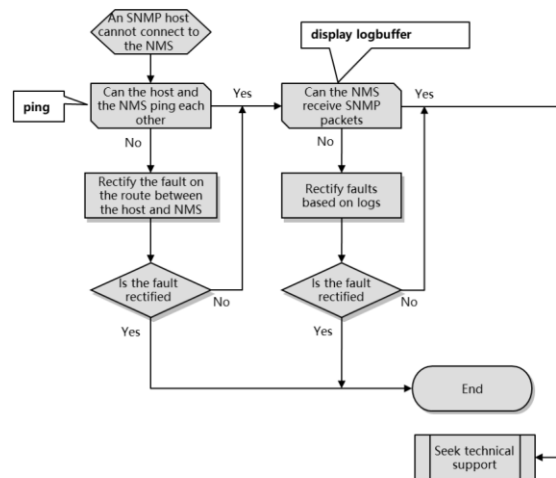 An SNMP host
cannot connect to
the NMS
display logbuffer
ping
Can the host and
the NMS ping each
other
Yes
Can the NMS
receive SNMP
packets
Yes
No
No
Rectify the fault on
the route between
the host and NMS
Rectify faults
based on logs
Is the fault
rectified
No
Is the fault
rectified
No
Yes
Yes
End
Seek technical
support